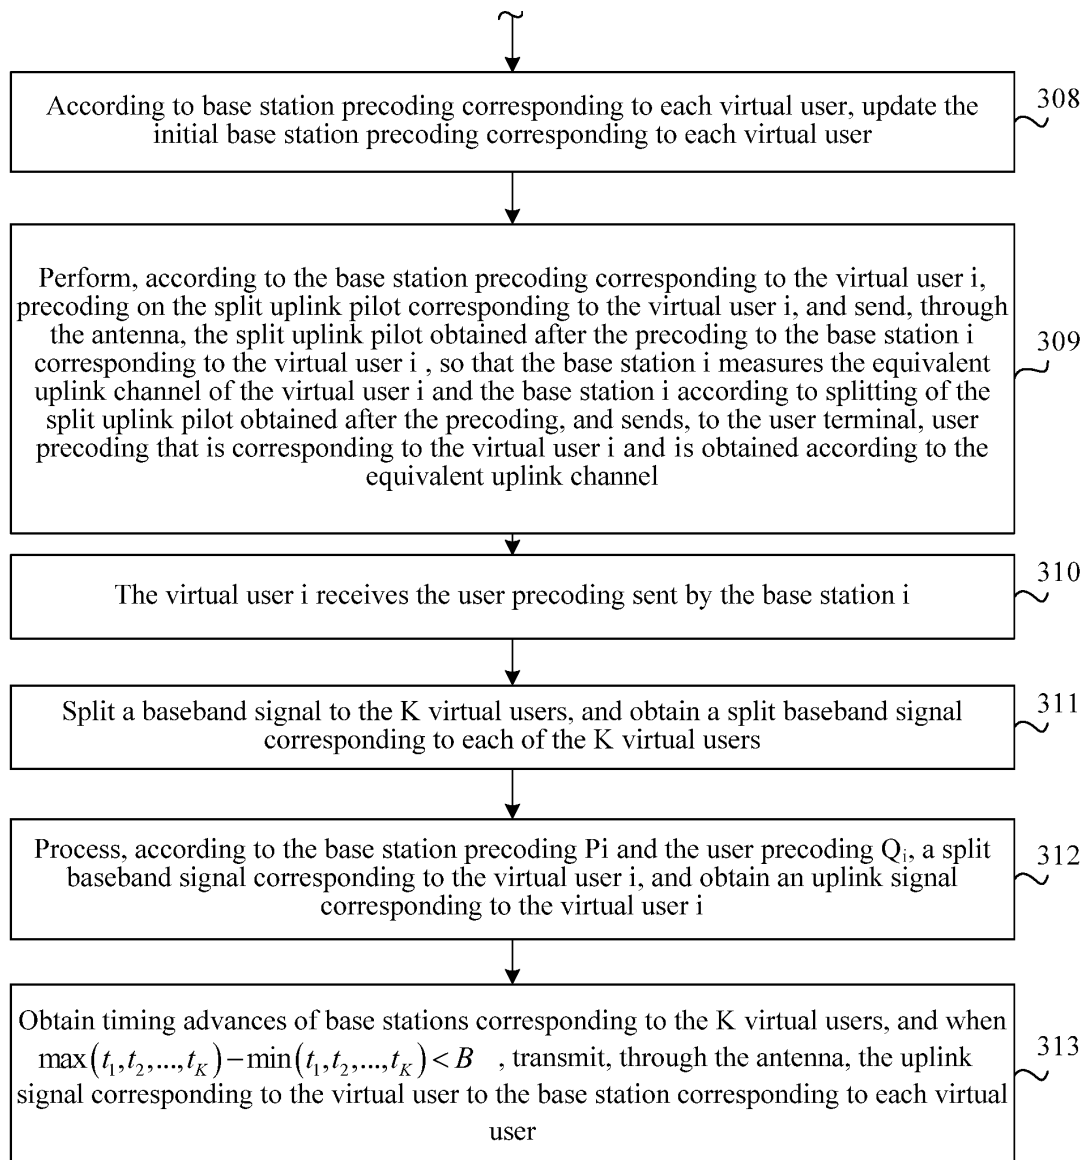 According to base station precoding corresponding to each virtual user, update the
initial base station precoding corresponding to each virtual user
308
Perform, according to the base station precoding corresponding to the virtual user i,
precoding on the split uplink pilot corresponding to the virtual user i, and send, through
the antenna, the split uplink pilot obtained after the precoding to the base station i
corresponding to the virtual user i , so that the base station i measures the equivalent
uplink channel of the virtual user i and the base station i according to splitting of the
split uplink pilot obtained after the precoding, and sends, to the user terminal, user
precoding that is corresponding to the virtual user i and is obtained according to the
equivalent uplink channel
309
The virtual user i receives the user precoding sent by the base station i
310
Split a baseband signal to the K virtual users, and obtain a split baseband signal
corresponding to each of the K virtual users
311
Process, according to the base station precoding Pi and the user precoding Qᵢ, a split
baseband signal corresponding to the virtual user i, and obtain an uplink signal
corresponding to the virtual user i
312
Obtain timing advances of base stations corresponding to the K virtual users, and when
max(t₁,t₂,...,t_K)−min(t₁,t₂,...,t_K)<B , transmit, through the antenna, the uplink
signal corresponding to the virtual user to the base station corresponding to each virtual
user
313